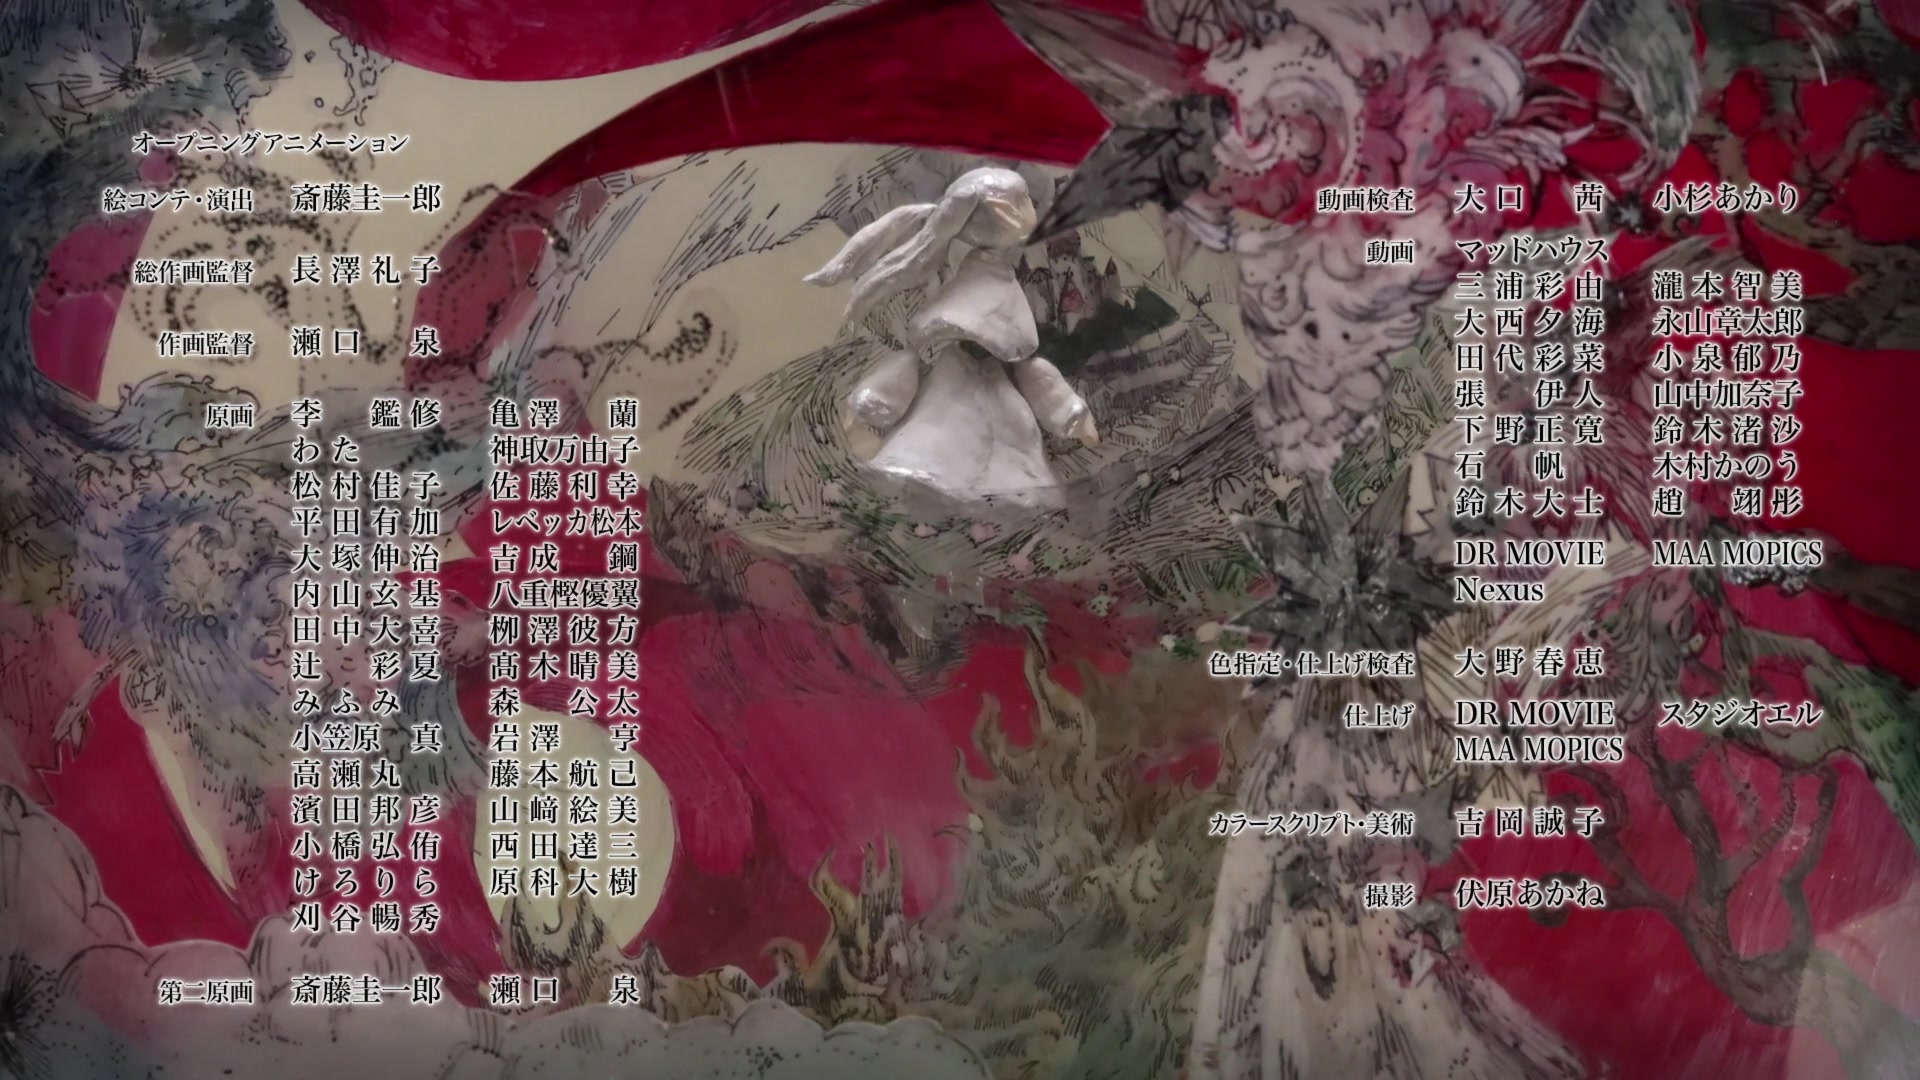 オープニングアニメーション
絵コンテ・演出 斎藤圭一郎
総作画監督 長澤礼子
作画監督 瀬口 泉
原画 李 鑑修 亀澤 蘭
わた 神取万由子
松村佳子 佐藤利幸
平田有加 レベッカ松本
大塚伸治 吉成 鋼
内山玄基 八重樫優翼
田中大喜 柳澤彼方
辻 彩夏 髙木晴美
みふみ 森 公太
小笠原 真 岩澤 亨
高瀬丸 藤本航己
濱田邦彦 山﨑絵美
小橋弘侑 西田達三
けろりら 原科大樹
刈谷暢秀
第二原画 斎藤圭一郎 瀬口 泉
動画検査 大口 茜 小杉あかり
動画 マッドハウス
三浦彩由 瀧本智美
大西夕海 永山章太郎
田代彩菜 小泉郁乃
張 伊人 山中加奈子
下野正寛 鈴木渚沙
石 帆 木村かのう
鈴木大士 趙 翊彤
DR MOVIE MAA MOPICS
Nexus
色指定・仕上げ検査 大野春恵
仕上げ DR MOVIE スタジオエル
MAA MOPICS
カラースクリプト・美術 吉岡誠子
撮影 伏原あかね